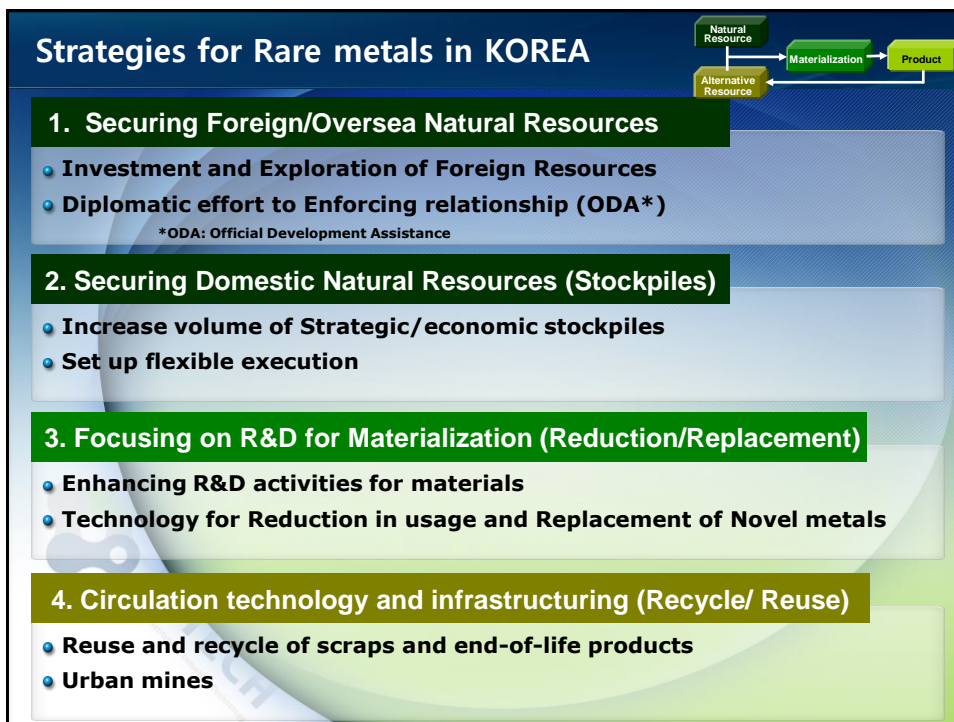 Strategies for Rare metals in KOREA
Natural
Resource
Materialization
Product
Alternative
Resource
1. Securing Foreign/Oversea Natural Resources
Investment and Exploration of Foreign Resources
Diplomatic effort to Enforcing relationship (ODA*)
*ODA: Official Development Assistance
2. Securing Domestic Natural Resources (Stockpiles)
Increase volume of Strategic/economic stockpiles
Set up flexible execution
3. Focusing on R&D for Materialization (Reduction/Replacement)
Enhancing R&D activities for materials
Technology for Reduction in usage and Replacement of Novel metals
4. Circulation technology and infrastructuring (Recycle/ Reuse)
Reuse and recycle of scraps and end-of-life products
Urban mines